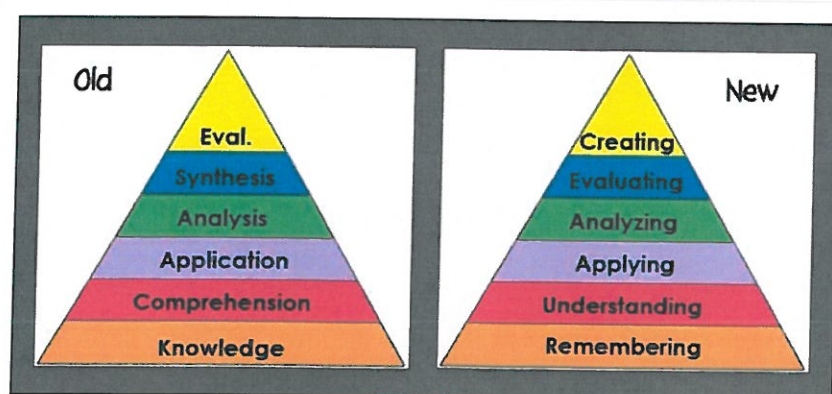 Old
Eval.
Synthesis
Analysis
Application
Comprehension
Knowledge
New
Creating
Evaluating
Analyzing
Applying
Understanding
Remembering